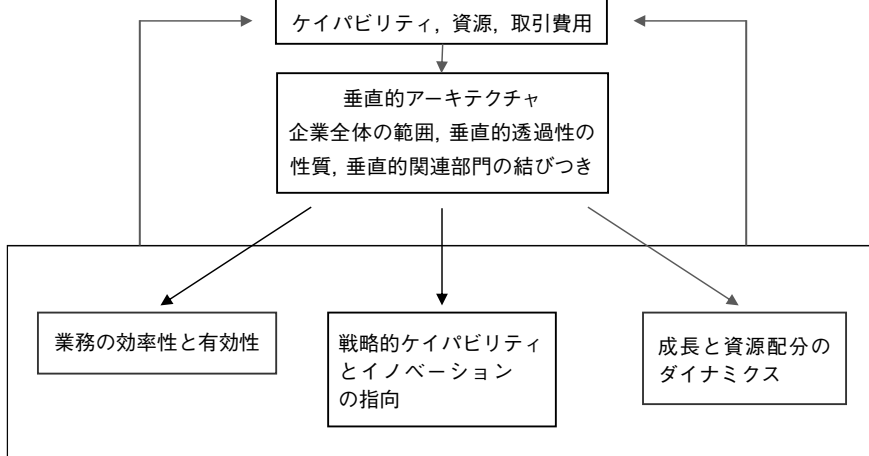 ケイパビリティ, 資源, 取引費用
垂直的アーキテクチャ
企業全体の範囲, 垂直的透過性の
性質, 垂直的関連部門の結びつき
業務の効率性と有効性
戦略的ケイパビリティ
とイノベーション
の指向
成長と資源配分の
ダイナミクス